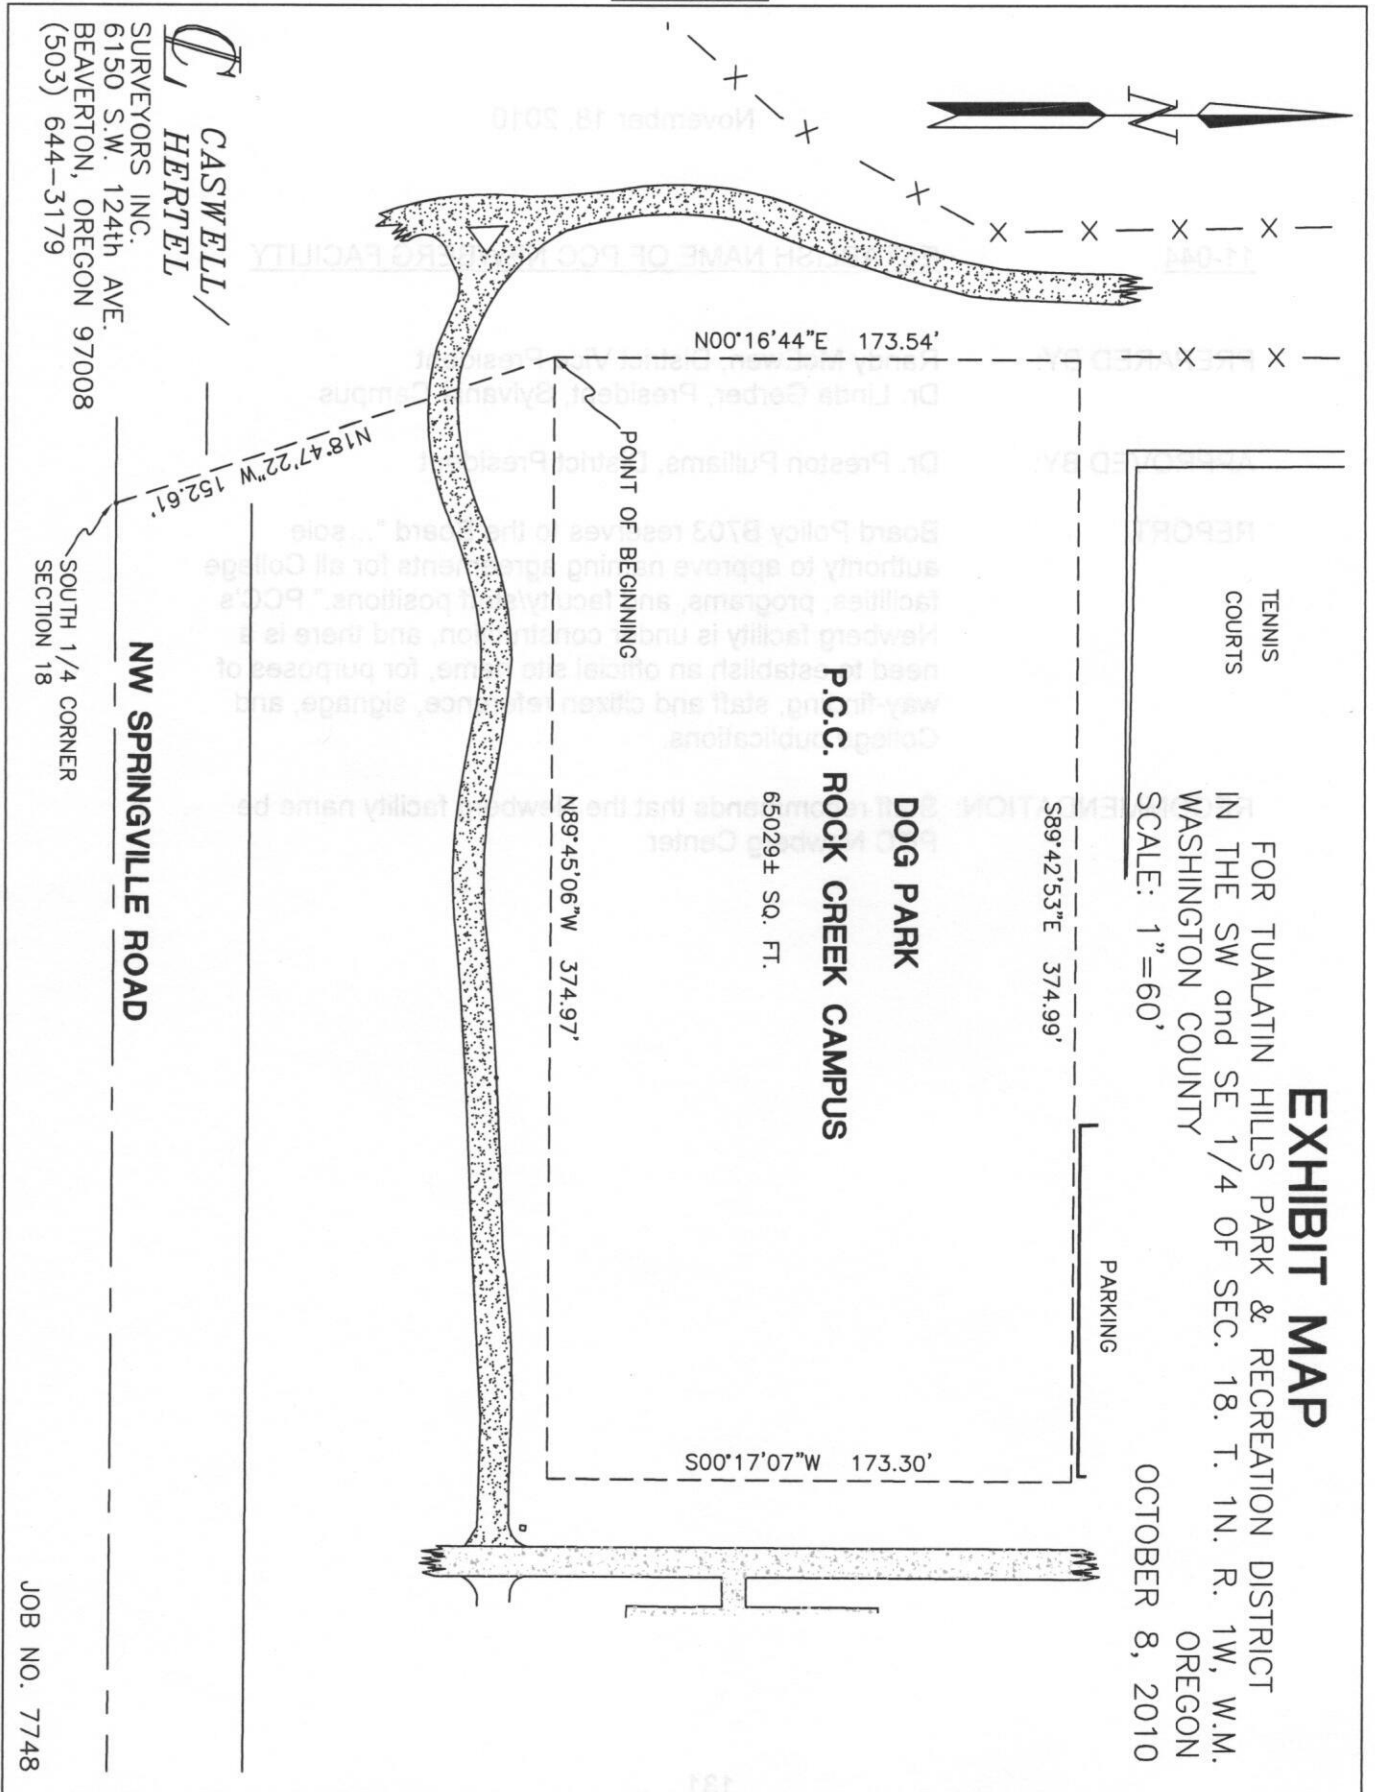 EXHIBIT MAP
FOR TUALATIN HILLS PARK & RECREATION DISTRICT
IN THE SW and SE 1/4 OF SEC. 18. T. 1N. R. 1W, W.M.
WASHINGTON COUNTY OREGON
SCALE: 1"=60' OCTOBER 8, 2010
N
TENNIS
COURTS
PARKING
S89°42'53"E 374.99'
N00°16'44"E 173.54'
DOG PARK
P.C.C. ROCK CREEK CAMPUS
65029± SQ. FT.
S00°17'07"W 173.30'
POINT OF BEGINNING
N89°45'06"W 374.97'
N18°47'22"W 152.61'
NW SPRINGVILLE ROAD
SOUTH 1/4 CORNER
SECTION 18
CL
CASWELL/
HERTEL
SURVEYORS INC.
6150 S.W. 124th AVE.
BEAVERTON, OREGON 97008
(503) 644-3179
JOB NO. 7748
November 18, 2010
11-044
PREPARED BY:
Dr. Linda Gerber, President, Sylvania Campus
APPROVED BY:
Dr. Preston Pulliams, District President
REPORT
Board Policy B703 reserves to the Board "...sole
authority to approve naming agreements for all College
facilities, programs, and faculty/staff positions." PCC's
Newberg facility is under construction, and there is a
need to establish an official site name, for purposes of
way-finding, staff and citizen reference, signage, and
College publications.
RECOMMENDATION: Staff recommends that the Newberg facility name be
PCC Newberg Center
131